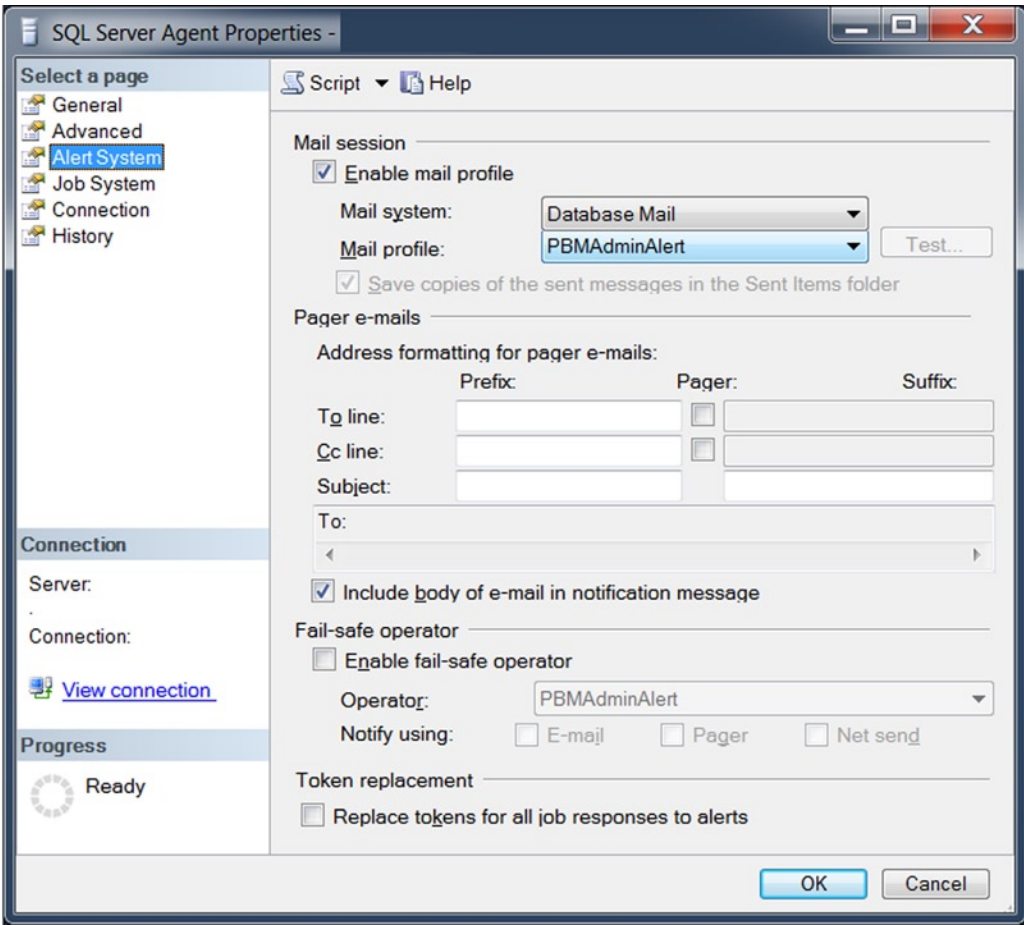 SQL Server Agent Properties -
Select a page
General
Advanced
Alert System
Job System
Connection
History
Script Help
Mail session
Enable mail profile
Mail system: Database Mail
Mail profile: PBMAdminAlert Test...
Save copies of the sent messages in the Sent Items folder
Pager e-mails
Address formatting for pager e-mails:
Prefix: Pager: Suffix:
To line:
Cc line:
Subject:
To:
Include body of e-mail in notification message
Fail-safe operator
Enable fail-safe operator
Operator: PBMAdminAlert
Notify using: E-mail Pager Net send
Token replacement
Replace tokens for all job responses to alerts
Connection
Server:
.
Connection:
View connection
Progress
Ready
OK Cancel